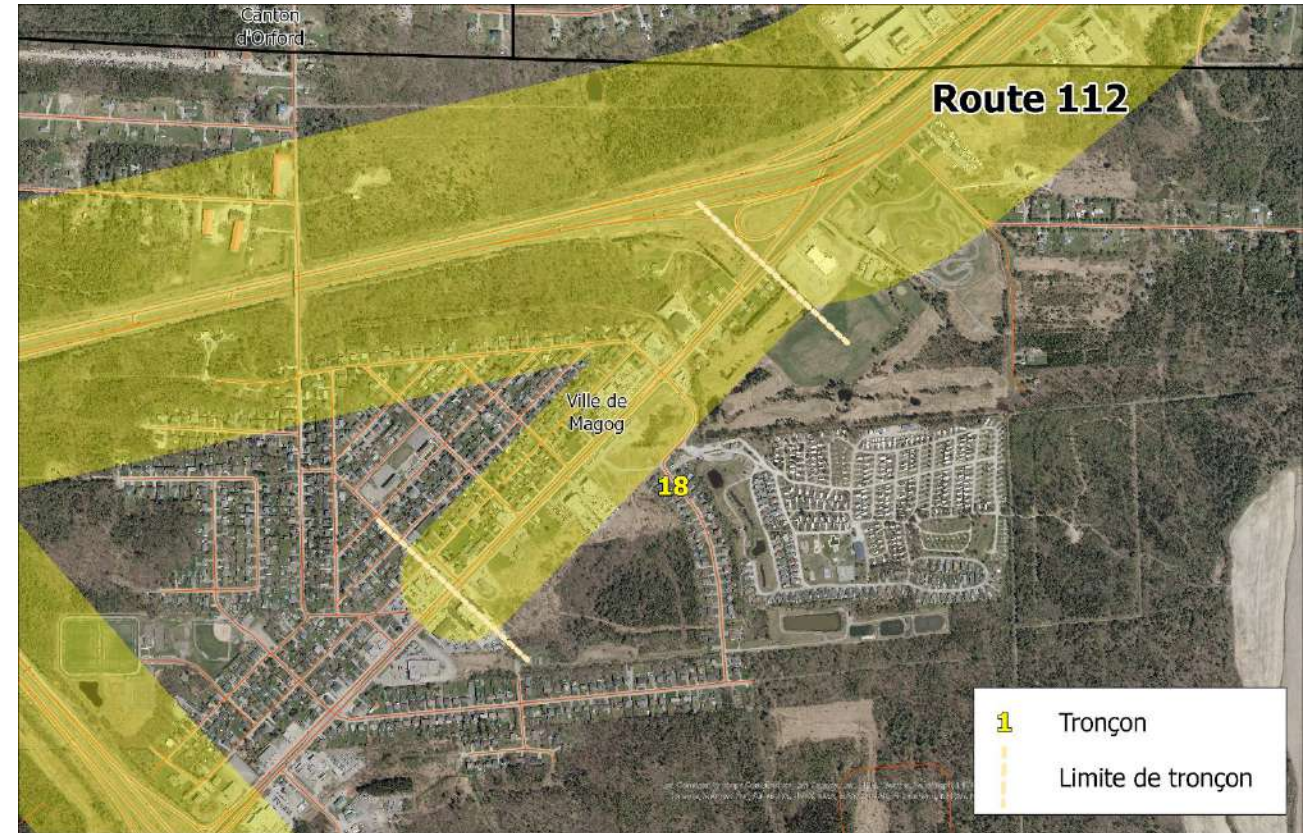 Canton
d'Orford
Route 112
Ville de
Magog
18
1 Tronçon
Limite de tronçon